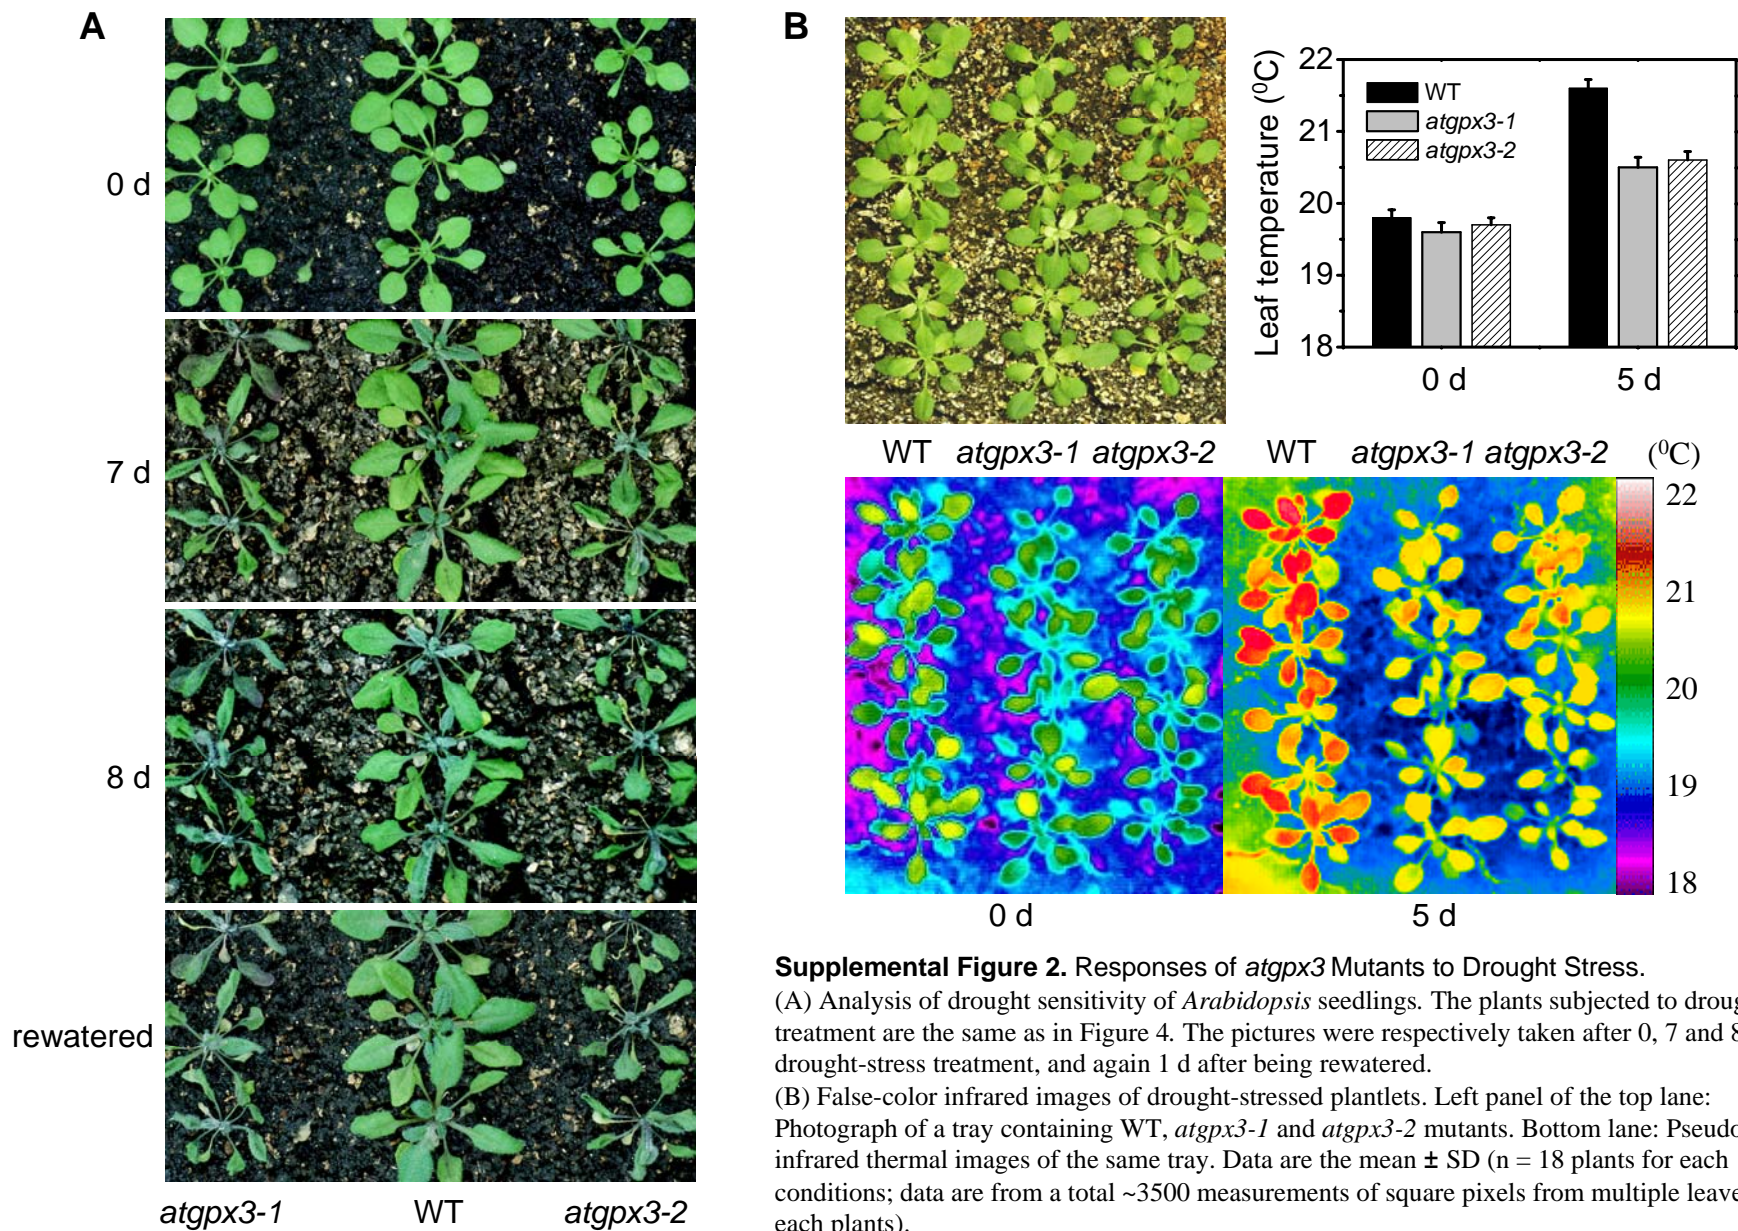 A
0 d
7 d
8 d
rewatered
atgpx3-1 WT atgpx3-2
B
Leaf temperature (⁰C)
22
21
20
19
18
WT
atgpx3-1
atgpx3-2
0 d 5 d
WT atgpx3-1 atgpx3-2 WT atgpx3-1 atgpx3-2 (⁰C)
22
21
20
19
18
0 d 5 d
Supplemental Figure 2. Responses of atgpx3 Mutants to Drought Stress.
(A) Analysis of drought sensitivity of Arabidopsis seedlings. The plants subjected to droug
treatment are the same as in Figure 4. The pictures were respectively taken after 0, 7 and 8
drought-stress treatment, and again 1 d after being rewatered.
(B) False-color infrared images of drought-stressed plantlets. Left panel of the top lane:
Photograph of a tray containing WT, atgpx3-1 and atgpx3-2 mutants. Bottom lane: Pseudo
infrared thermal images of the same tray. Data are the mean ± SD (n = 18 plants for each
conditions; data are from a total ~3500 measurements of square pixels from multiple leave
each plants).